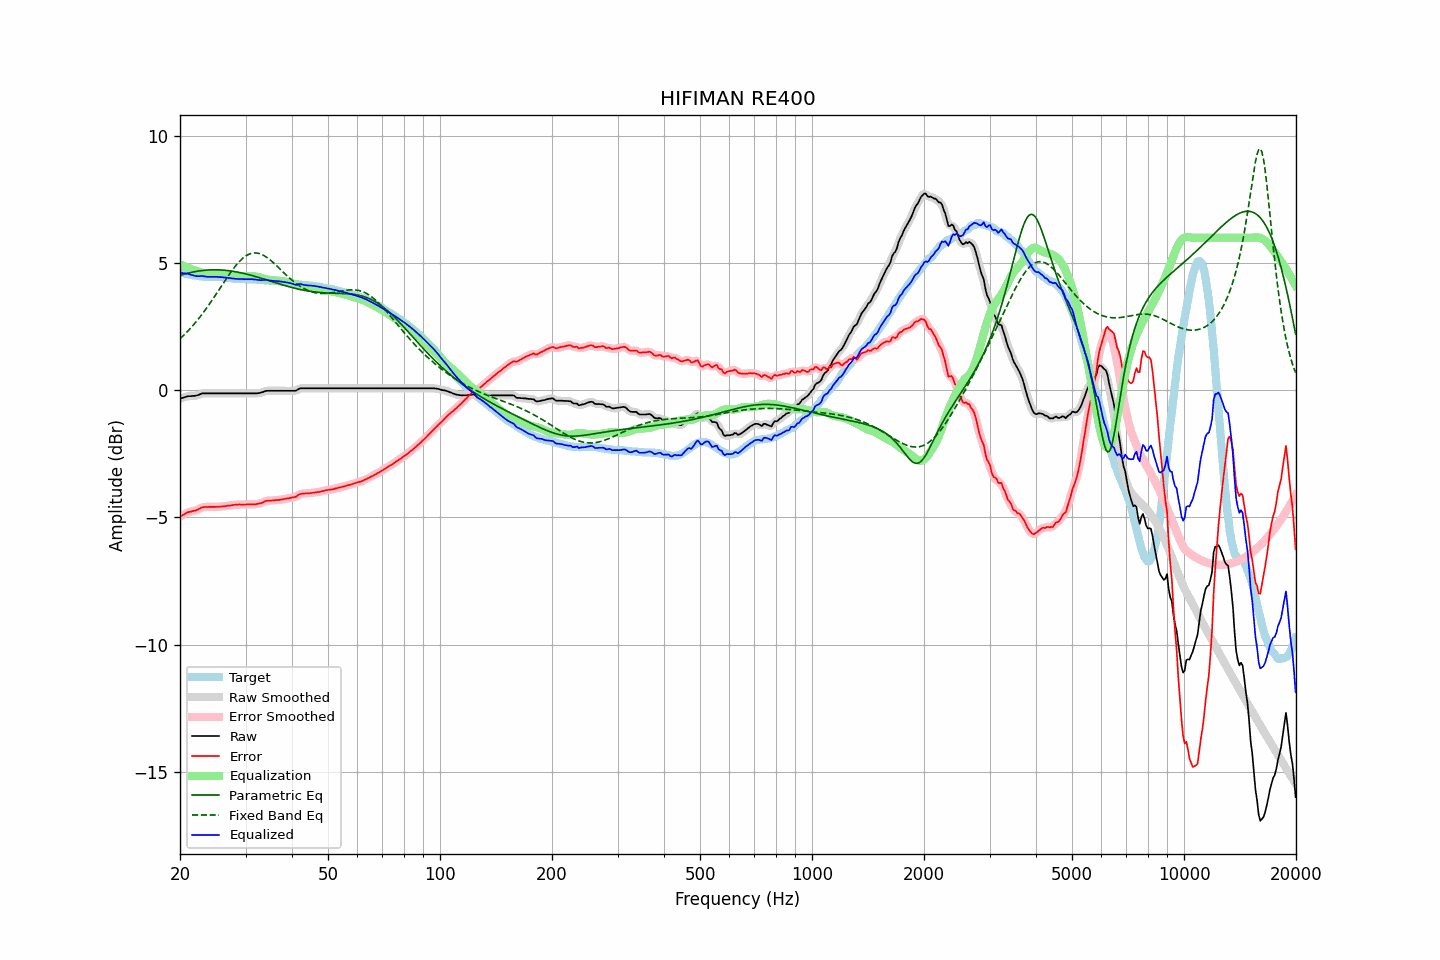 HIFIMAN RE400
Amplitude (dBr)
10
5
0
−5
−10
−15
Target
Raw Smoothed
Error Smoothed
Raw
Error
Equalization
Parametric Eq
Fixed Band Eq
Equalized
20 50 100 200 500 1000 2000 5000 10000 20000
Frequency (Hz)